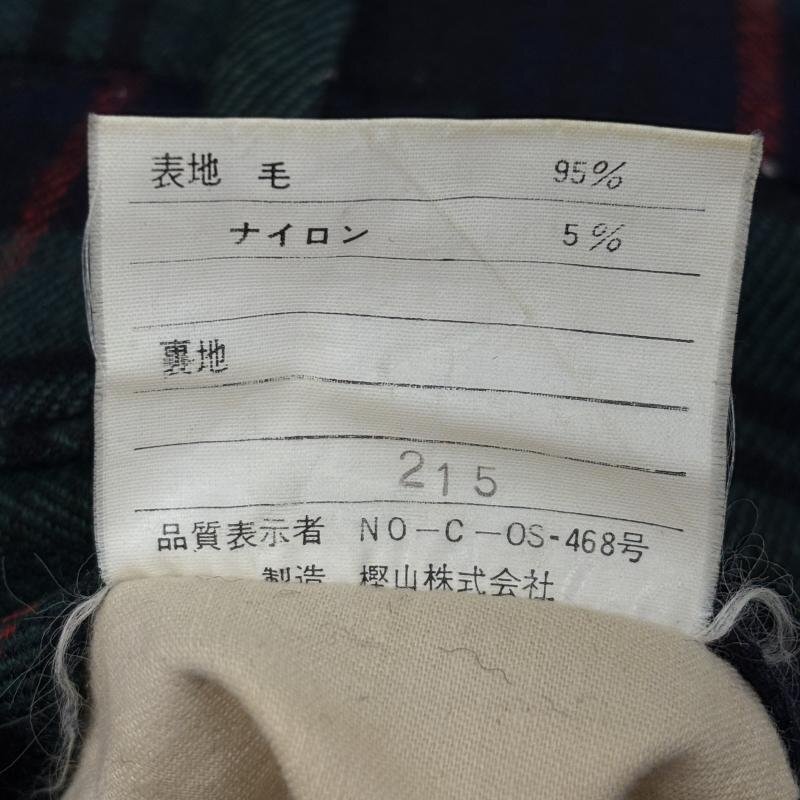 表地 毛 95%
ナイロン 5%
裏地
215
品質表示者 NO-C-OS-468号
製造 樫山株式会社